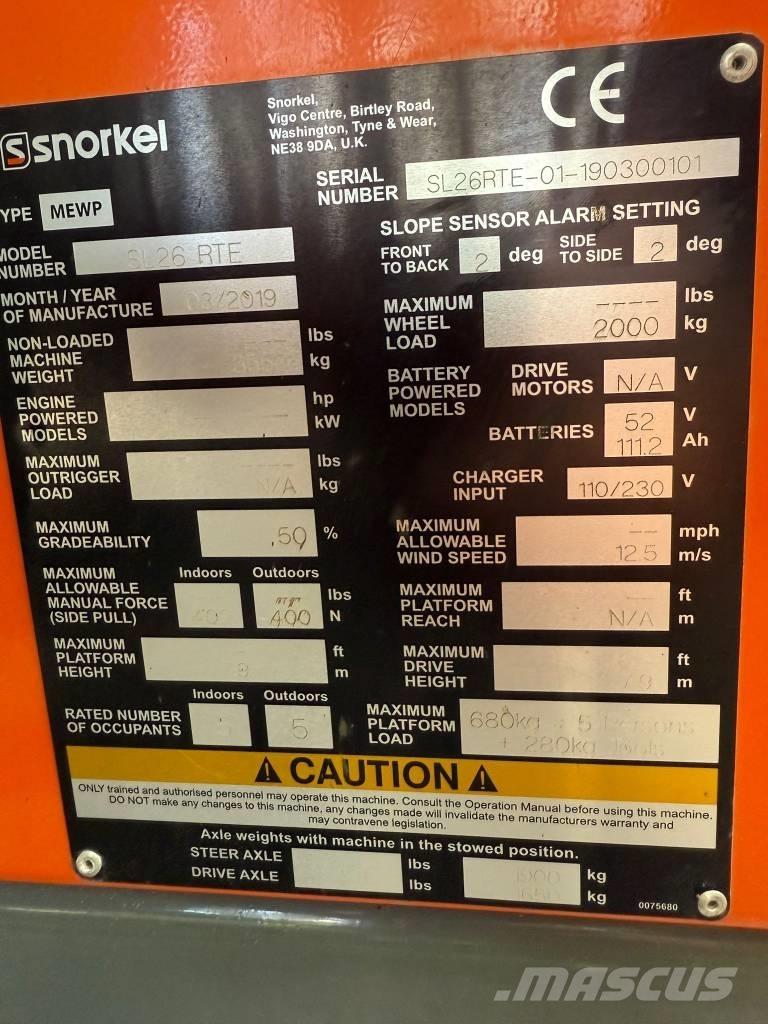 snorkel
Snorkel,
Vigo Centre, Birtley Road,
Washington, Tyne & Wear,
NE38 9DA, U.K.
CE
SERIAL NUMBER SL26RTE-01-190300101
YPE MEWP
MODEL NUMBER SL26 RTE
MONTH / YEAR OF MANUFACTURE 03/2019
NON-LOADED MACHINE WEIGHT lbs kg
ENGINE POWERED MODELS hp kW
MAXIMUM OUTRIGGER LOAD ---- lbs N/A kg
MAXIMUM GRADEABILITY .50 %
Indoors Outdoors
MAXIMUM ALLOWABLE MANUAL FORCE (SIDE PULL) lbs 400 400 N
MAXIMUM PLATFORM HEIGHT ft m
Indoors Outdoors
RATED NUMBER OF OCCUPANTS 5 5
SLOPE SENSOR ALARM SETTING
FRONT TO BACK 2 deg SIDE TO SIDE 2 deg
MAXIMUM WHEEL LOAD ---- lbs 2000 kg
BATTERY POWERED MODELS
DRIVE MOTORS N/A V
BATTERIES 52 V 111.2 Ah
CHARGER INPUT 110/230 V
MAXIMUM ALLOWABLE WIND SPEED -- mph 12.5 m/s
MAXIMUM PLATFORM REACH -- ft N/A m
MAXIMUM DRIVE HEIGHT ft m
MAXIMUM PLATFORM LOAD 680kg : 5 Persons + 280kg Tools
CAUTION
ONLY trained and authorised personnel may operate this machine. Consult the Operation Manual before using this machine.
DO NOT make any changes to this machine, any changes made will invalidate the manufacturers warranty and
may contravene legislation.
Axle weights with machine in the stowed position.
STEER AXLE lbs 1900 kg
DRIVE AXLE lbs 1650 kg
0075680
MASCUS